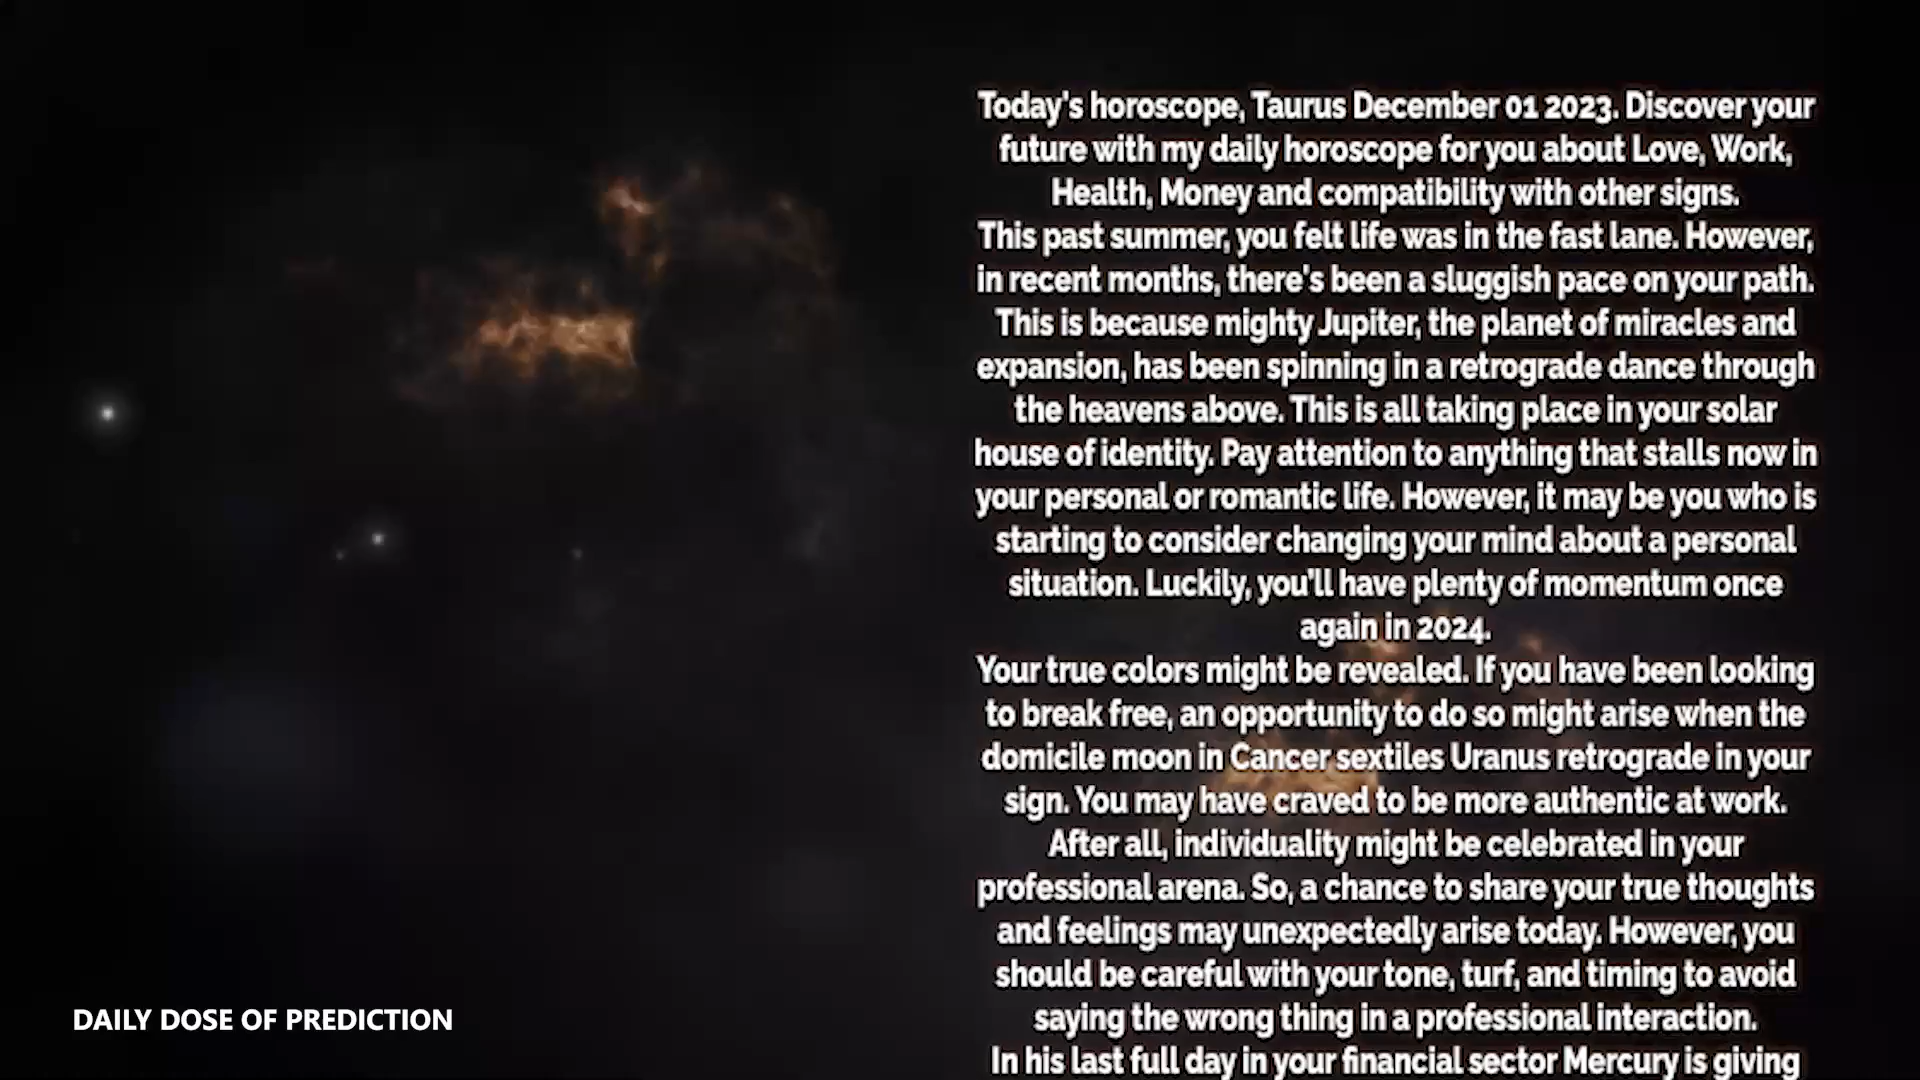 Today's horoscope, Taurus December 01 2023. Discover your
future with my daily horoscope for you about Love, Work,
Health, Money and compatibility with other signs.
This past summer, you felt life was in the fast lane. However,
in recent months, there's been a sluggish pace on your path.
This is because mighty Jupiter, the planet of miracles and
expansion, has been spinning in a retrograde dance through
the heavens above. This is all taking place in your solar
house of identity. Pay attention to anything that stalls now in
your personal or romantic life. However, it may be you who is
starting to consider changing your mind about a personal
situation. Luckily, you'll have plenty of momentum once
again in 2024.
Your true colors might be revealed. If you have been looking
to break free, an opportunity to do so might arise when the
domicile moon in Cancer sextiles Uranus retrograde in your
sign. You may have craved to be more authentic at work.
After all, individuality might be celebrated in your
professional arena. So, a chance to share your true thoughts
and feelings may unexpectedly arise today. However, you
should be careful with your tone, turf, and timing to avoid
saying the wrong thing in a professional interaction.
In his last full day in your financial sector Mercury is giving
DAILY DOSE OF PREDICTION